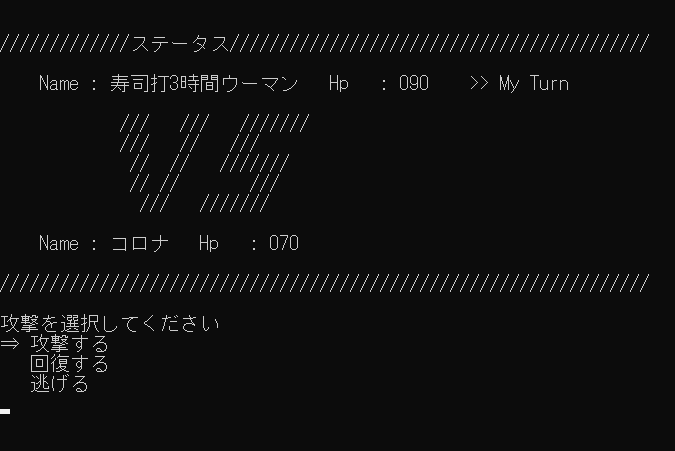 /////////////ステータス//////////////////////////////////////////
Name : 寿司打3時間ウーマン Hp : 090 >> My Turn
/// /// ///////
/// // ///
// // ///////
// // ///
/// ///////
Name : コロナ Hp : 070
/////////////////////////////////////////////////////////////////
攻撃を選択してください
⇒ 攻撃する
回復する
逃げる